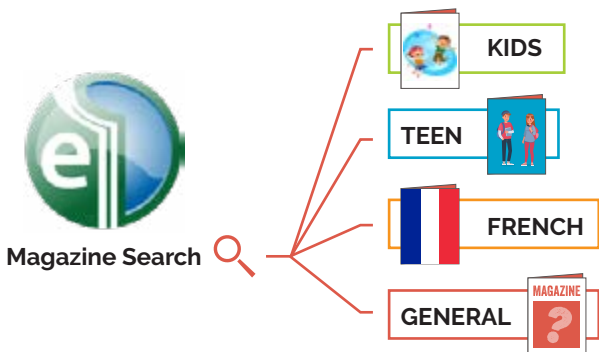 e
Magazine Search
KIDS
TEEN
FRENCH
GENERAL
MAGAZINE
?